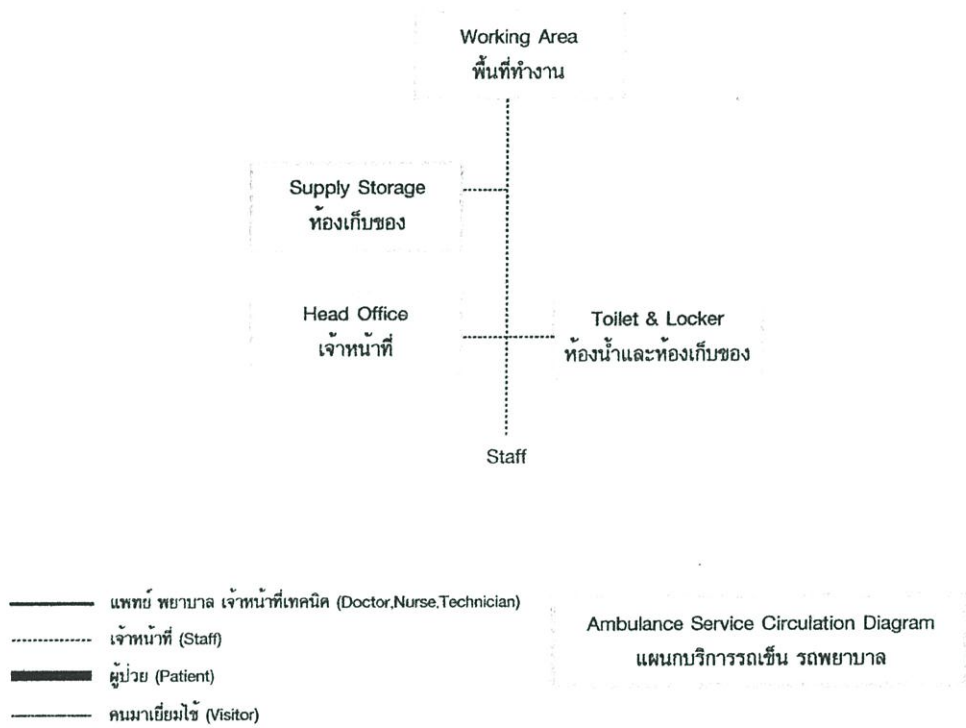 Working Area
พื้นที่ทำงาน
Supply Storage
ห้องเก็บของ
Head Office
เจ้าหน้าที่
Toilet & Locker
ห้องน้ำและห้องเก็บของ
Staff
แพทย์ พยาบาล เจ้าหน้าที่เทคนิค (Doctor,Nurse,Technician)
เจ้าหน้าที่ (Staff)
ผู้ป่วย (Patient)
คนมาเยี่ยมไข้ (Visitor)
Ambulance Service Circulation Diagram
แผนกบริการรถเข็น รถพยาบาล